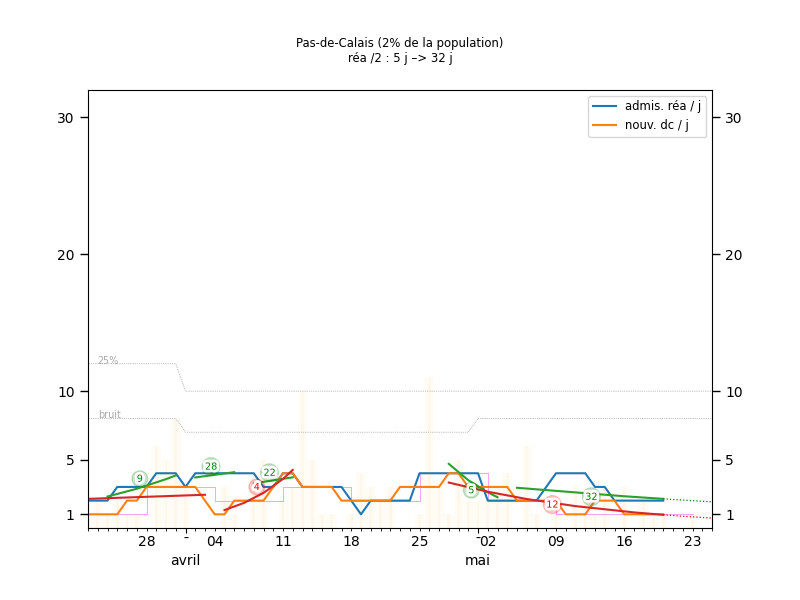 Pas-de-Calais (2% de la population)
réa /2 : 5 j –> 32 j
admis. réa / j
nouv. dc / j
30 30
20 20
10 10
5 5
1 1
25%
bruit
9 28 22 4 5 12 32
28 - 04 11 18 25 - 02 09 16 23
avril mai